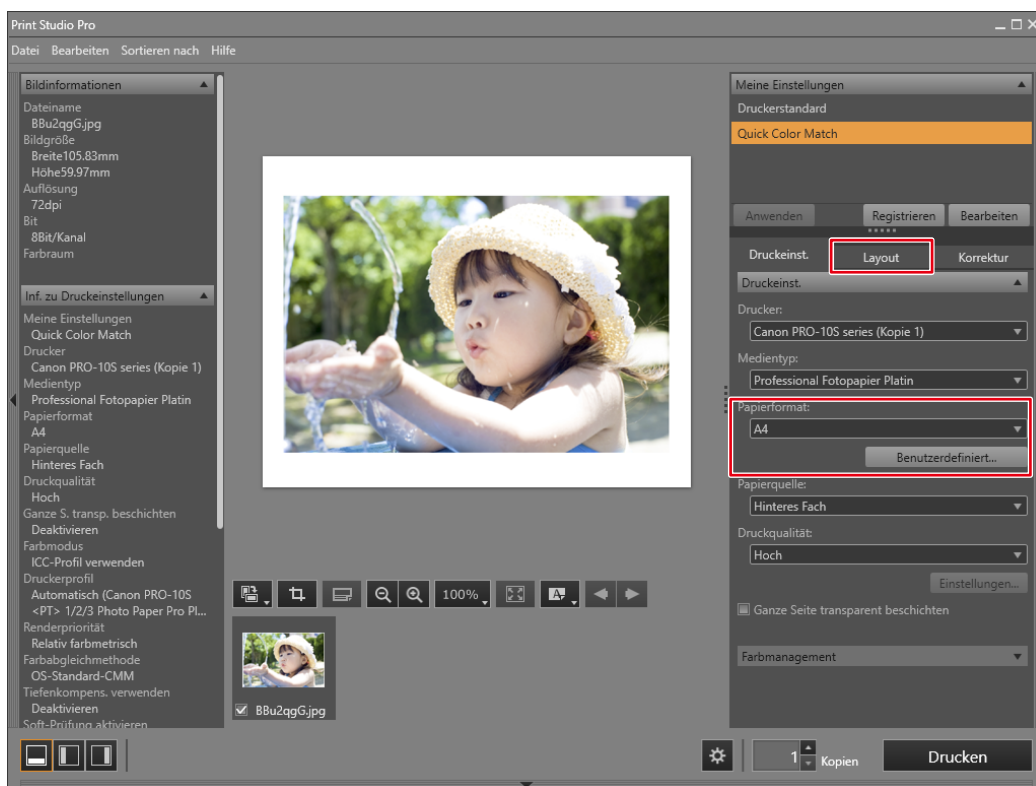 Print Studio Pro
Datei Bearbeiten Sortieren nach Hilfe
Bildinformationen
Dateiname
BBu2qgG.jpg
Bildgröße
Breite105.83mm
Höhe59.97mm
Auflösung
72dpi
Bit
8Bit/Kanal
Farbraum
Inf. zu Druckeinstellungen
Meine Einstellungen
Quick Color Match
Drucker
Canon PRO-10S series (Kopie 1)
Medientyp
Professional Fotopapier Platin
Papierformat
A4
Papierquelle
Hinteres Fach
Druckqualität
Hoch
Ganze S. transp. beschichten
Deaktivieren
Farbmodus
ICC-Profil verwenden
Druckerprofil
Automatisch (Canon PRO-10S
<PT> 1/2/3 Photo Paper Pro Pl...
Renderpriorität
Relativ farbmetrisch
Farbabgleichmethode
OS-Standard-CMM
Tiefenkompens. verwenden
Deaktivieren
Soft-Prüfung aktivieren
100%
A
BBu2qgG.jpg
Meine Einstellungen
Druckerstandard
Quick Color Match
Anwenden Registrieren Bearbeiten
Druckeinst. Layout Korrektur
Druckeinst.
Drucker:
Canon PRO-10S series (Kopie 1)
Medientyp:
Professional Fotopapier Platin
Papierformat:
A4
Benutzerdefiniert...
Papierquelle:
Hinteres Fach
Druckqualität:
Hoch
Einstellungen...
Ganze Seite transparent beschichten
Farbmanagement
1 Kopien Drucken